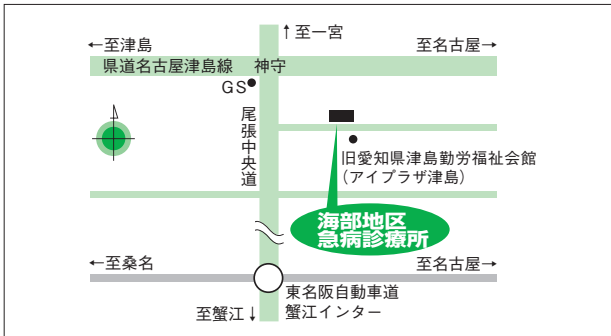 ↑至一宮
←至津島
至名古屋→
県道名古屋津島線
神守
GS
尾張中央道
旧愛知県津島勤労福祉会館
(アイプラザ津島)
海部地区
急病診療所
←至桑名
至名古屋→
東名阪自動車道
蟹江インター
至蟹江↓